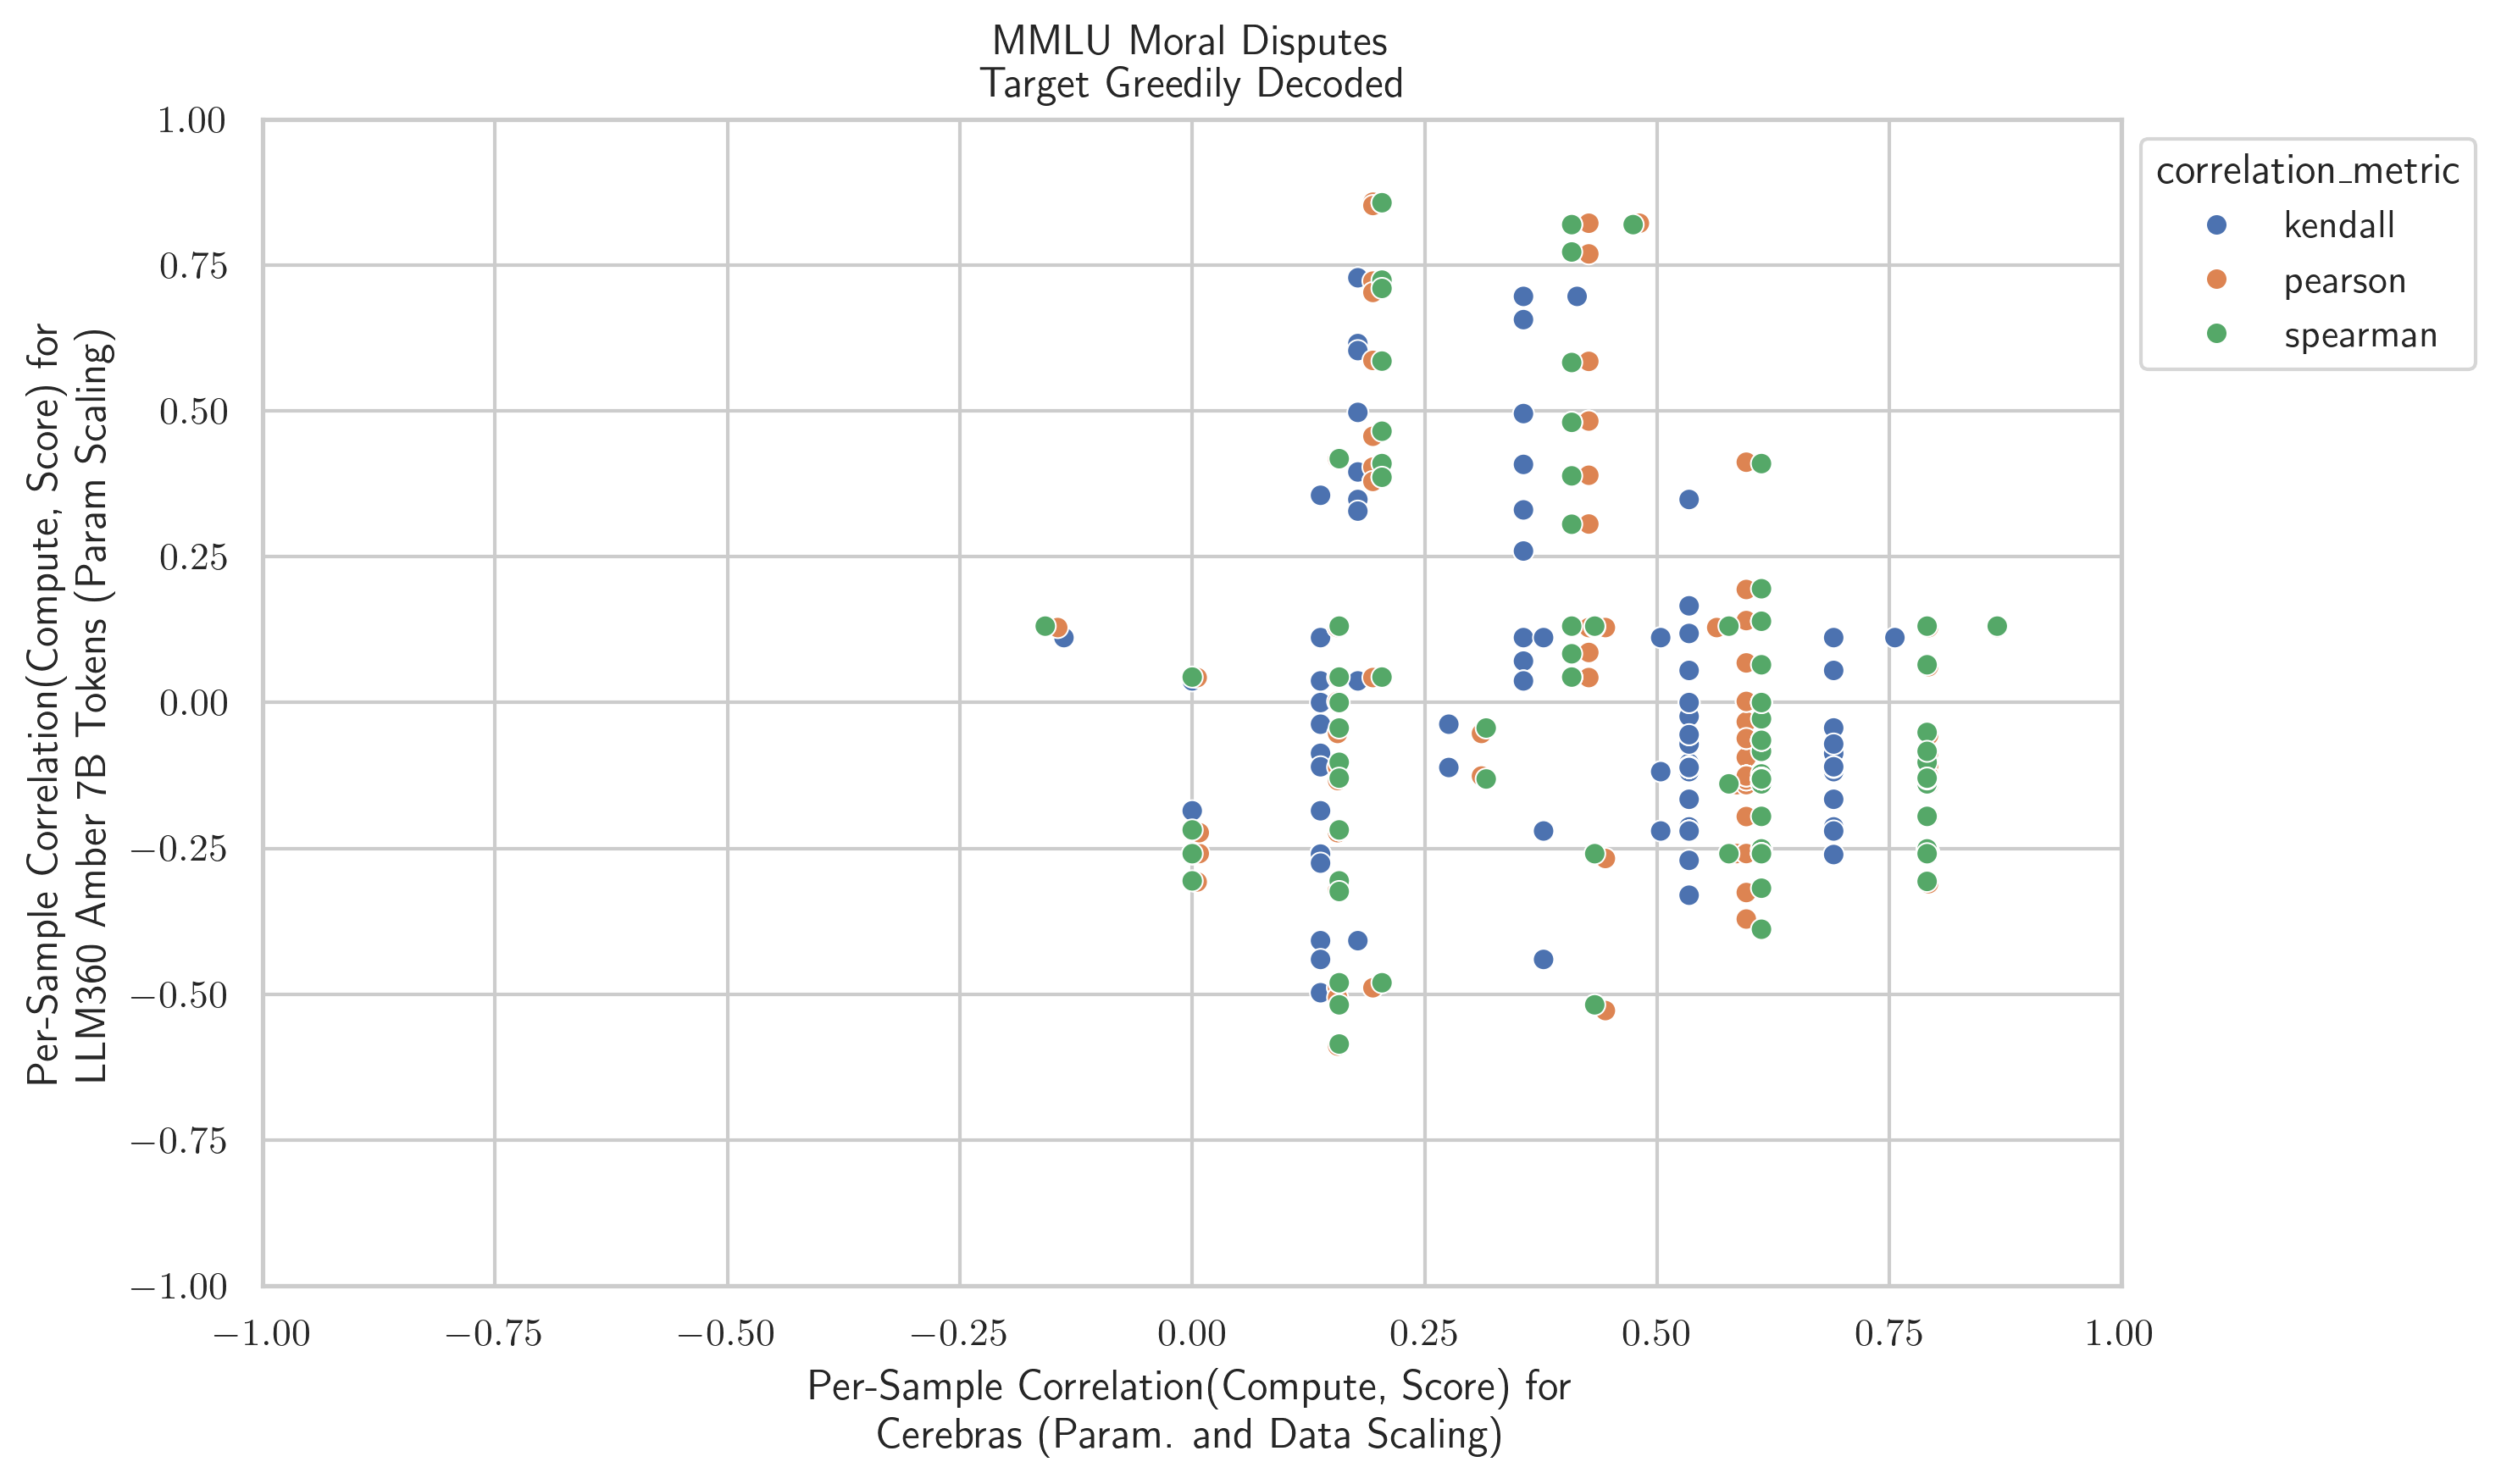 MMLU Moral Disputes
Target Greedily Decoded
1.00
0.75
0.50
0.25
0.00
−0.25
−0.50
−0.75
−1.00
Per-Sample Correlation(Compute, Score) for
LLM360 Amber 7B Tokens (Param Scaling)
correlation_metric
kendall
pearson
spearman
−1.00
−0.75
−0.50
−0.25
0.00
0.25
0.50
0.75
1.00
Per-Sample Correlation(Compute, Score) for
Cerebras (Param. and Data Scaling)